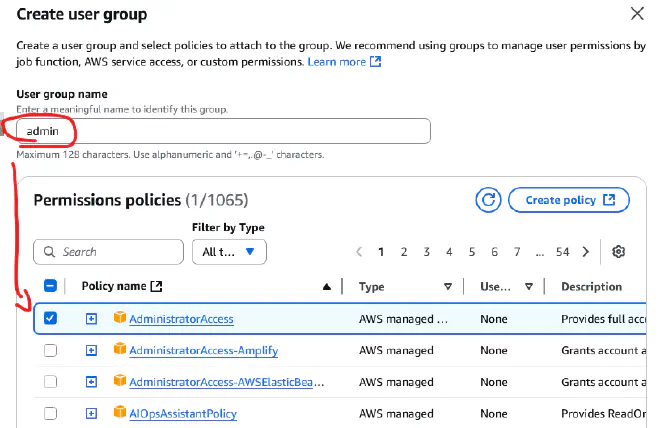 Create user group
Create a user group and select policies to attach to the group. We recommend using groups to manage user permissions by
job function, AWS service access, or custom permissions. Learn more
User group name
Enter a meaningful name to identify this group.
admin
Maximum 128 characters. Use alphanumeric and '+=,.@-_' characters.
Permissions policies (1/1065)
Create policy
Filter by Type
Search
All t...
1 2 3 4 5 6 7 ... 54
Policy name Type Use... Description
AdministratorAccess AWS managed ... None Provides full acc
AdministratorAccess-Amplify AWS managed None Grants account a
AdministratorAccess-AWSElasticBea... AWS managed None Grants account a
AIOpsAssistantPolicy AWS managed None Provides ReadOn